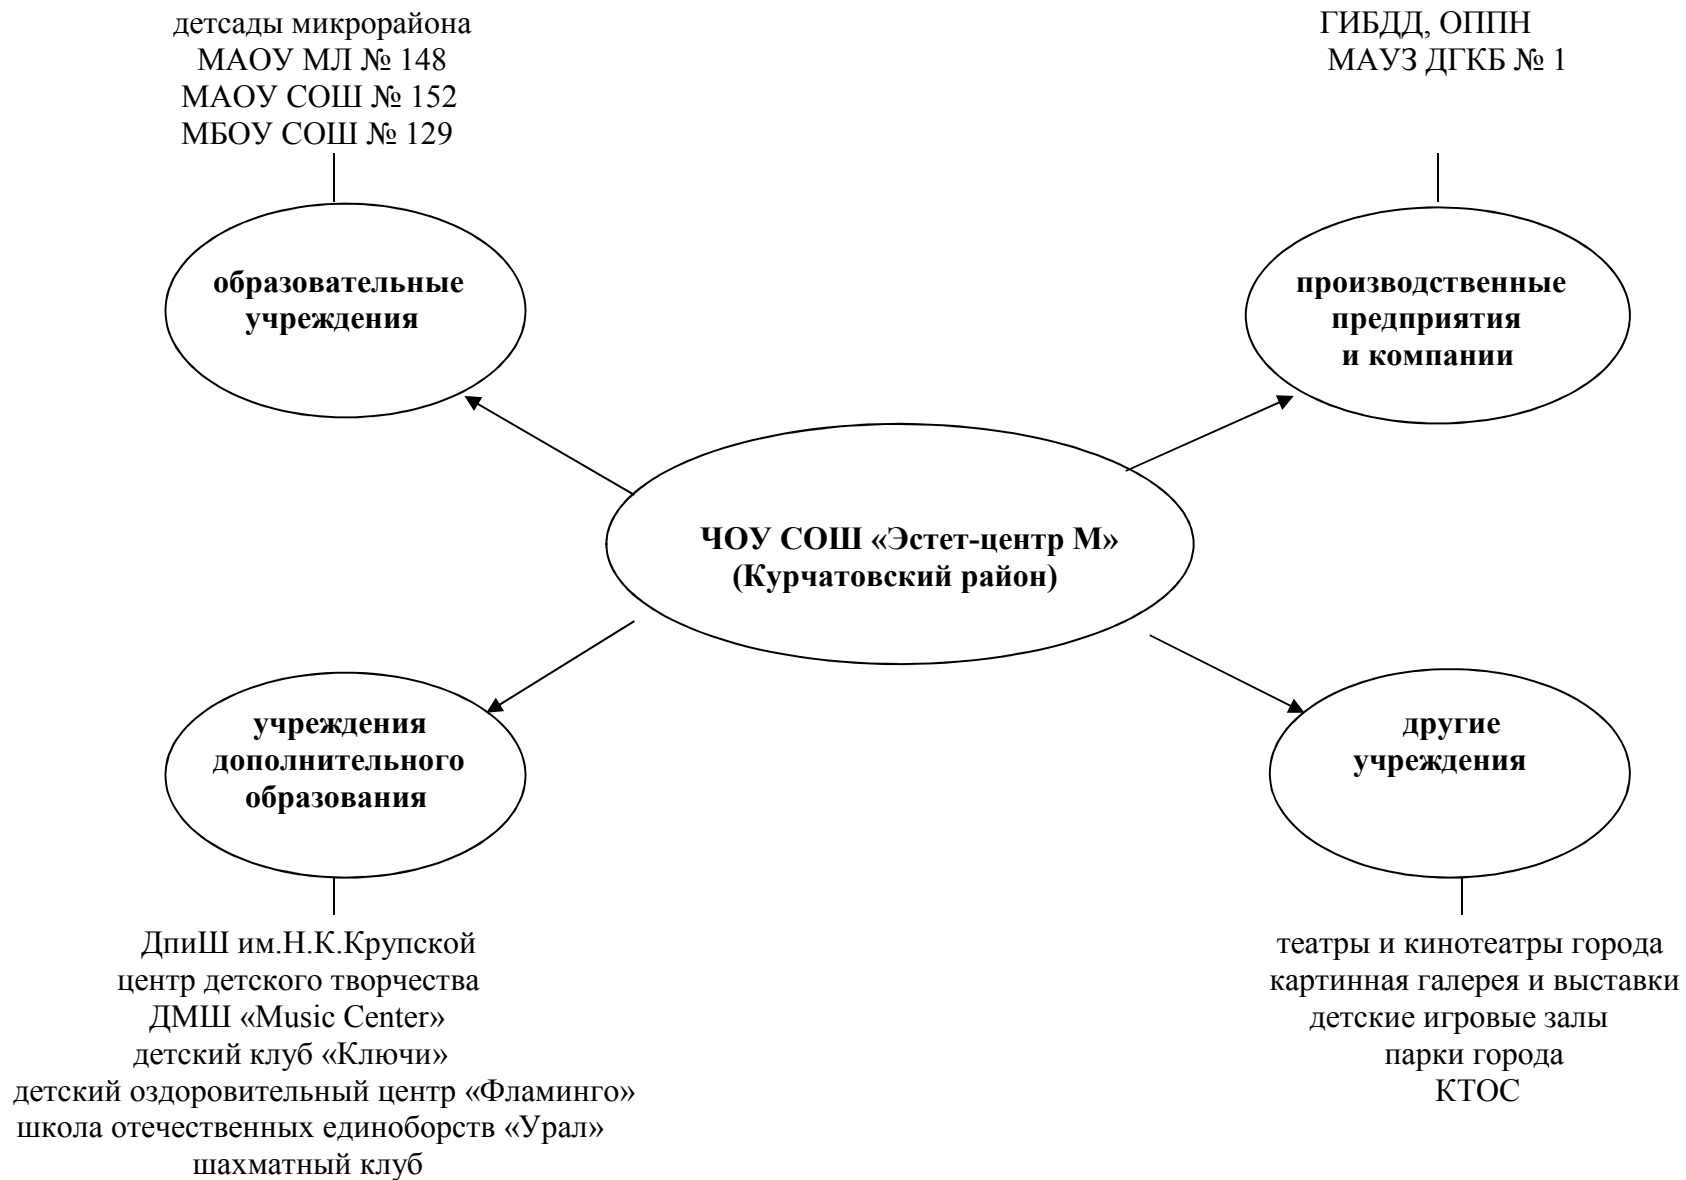 детсады микрорайона
МАОУ МЛ № 148
МАОУ СОШ № 152
МБОУ СОШ № 129
ГИБДД, ОППН
МАУЗ ДГКБ № 1
образовательные
учреждения
производственные
предприятия
и компании
ЧОУ СОШ «Эстет-центр М»
(Курчатовский район)
учреждения
дополнительного
образования
другие
учреждения
ДпиШ им.Н.К.Крупской
центр детского творчества
ДМШ «Music Center»
детский клуб «Ключи»
детский оздоровительный центр «Фламинго»
школа отечественных единоборств «Урал»
шахматный клуб
театры и кинотеатры города
картинная галерея и выставки
детские игровые залы
парки города
КТОС